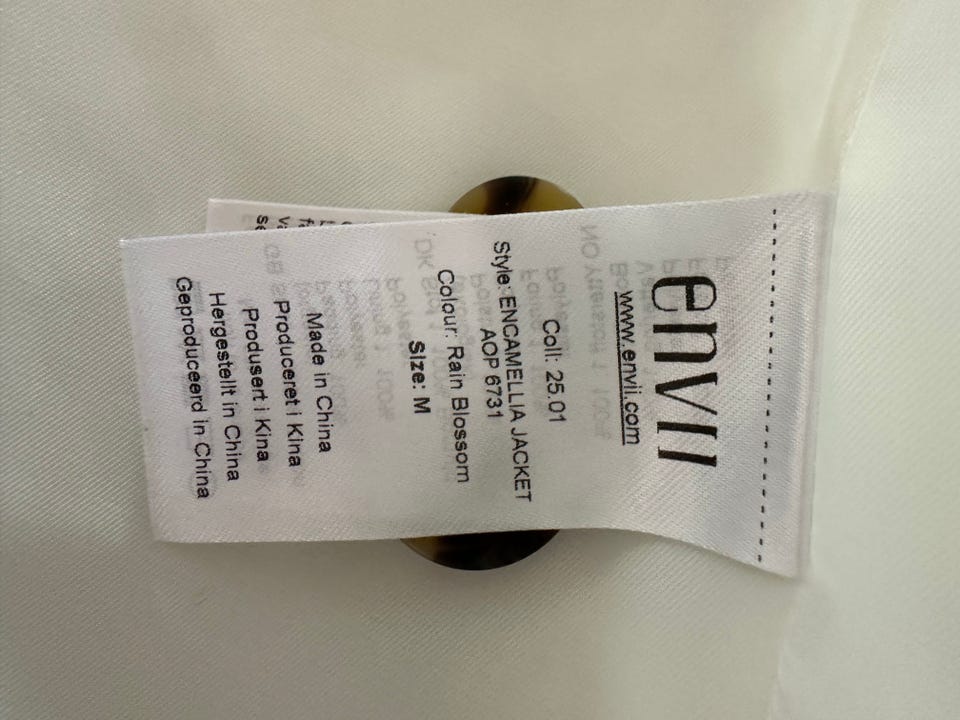 envii
www.envii.com
Coll: 25.01
Style: ENCAMELLIA JACKET
AOP 6731
Colour: Rain Blossom
Size: M
Made in China
Produceret i Kina
Produsert i Kina
Hergestellt in China
Geproduceerd in China